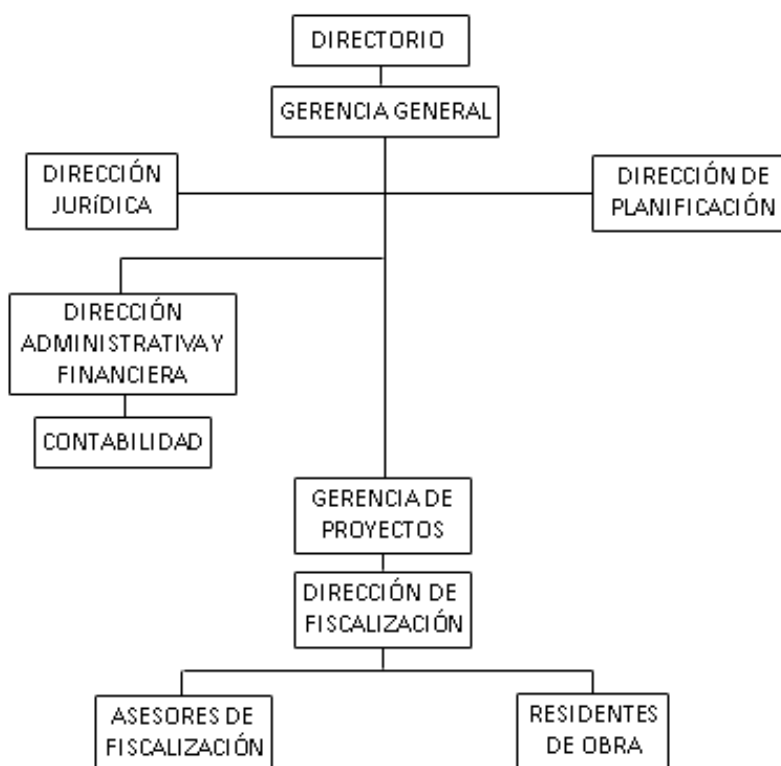 DIRECTORIO
GERENCIA GENERAL
DIRECCIÓN
JURÍDICA
DIRECCIÓN DE
PLANIFICACIÓN
DIRECCIÓN
ADMINISTRATIVA Y
FINANCIERA
CONTABILIDAD
GERENCIA DE
PROYECTOS
DIRECCIÓN DE
FISCALIZACIÓN
ASESORES DE
FISCALIZACIÓN
RESIDENTES
DE OBRA